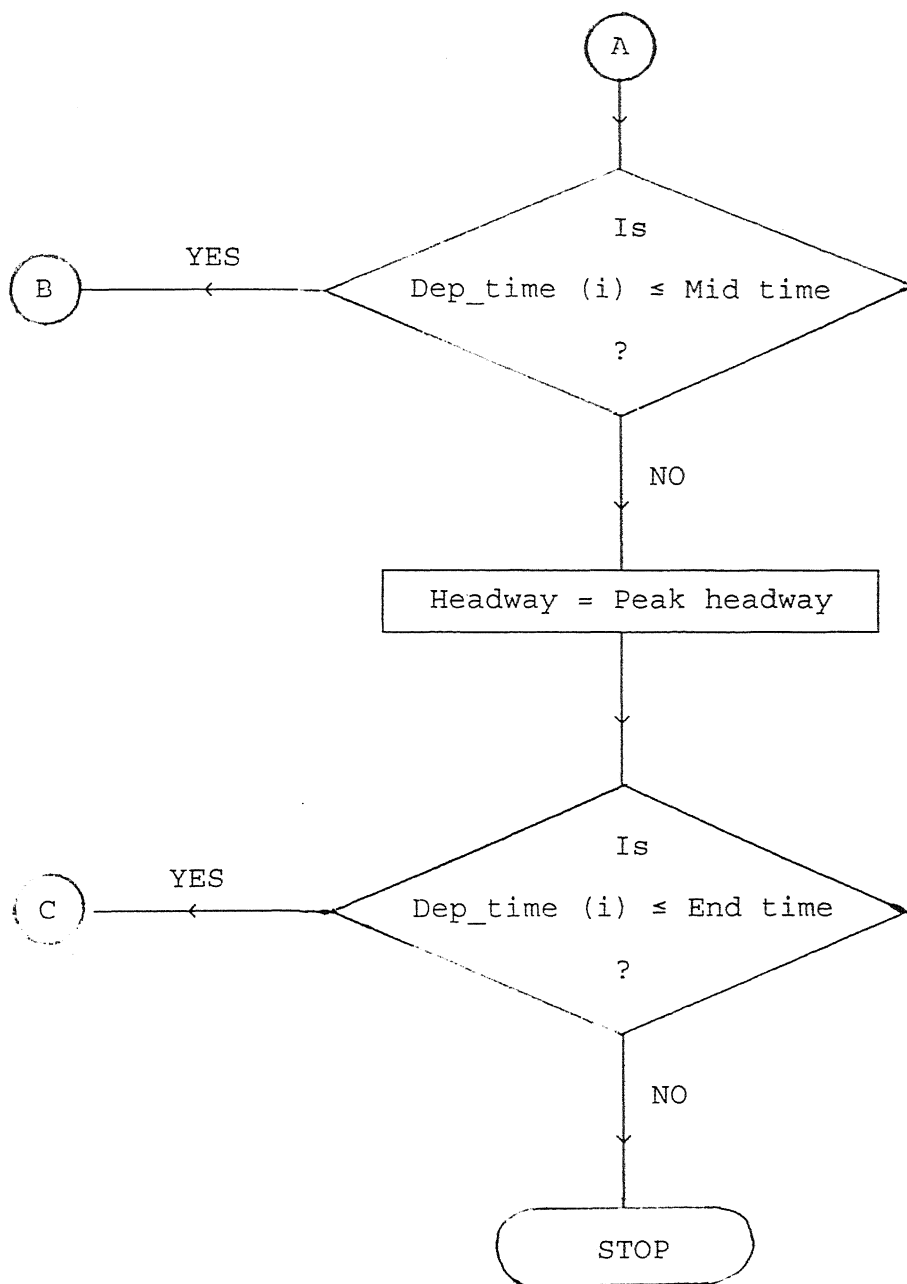 A
Is
YES
B
Dep_time (i) ≤ Mid time
?
NO
Headway = Peak headway
Is
YES
C
Dep_time (i) ≤ End time
?
NO
STOP